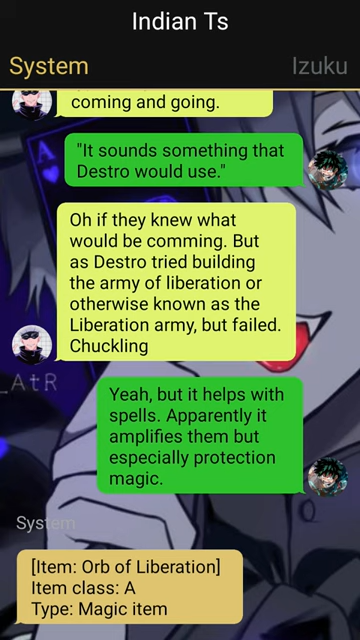 Indian Ts
System Izuku
coming and going.
"It sounds something that
Destro would use."
Oh if they knew what
would be comming. But
as Destro tried building
the army of liberation or
otherwise known as the
Liberation army, but failed.
Chuckling
_AtR
Yeah, but it helps with
spells. Apparently it
amplifies them but
especially protection
magic.
System
[Item: Orb of Liberation]
Item class: A
Type: Magic item